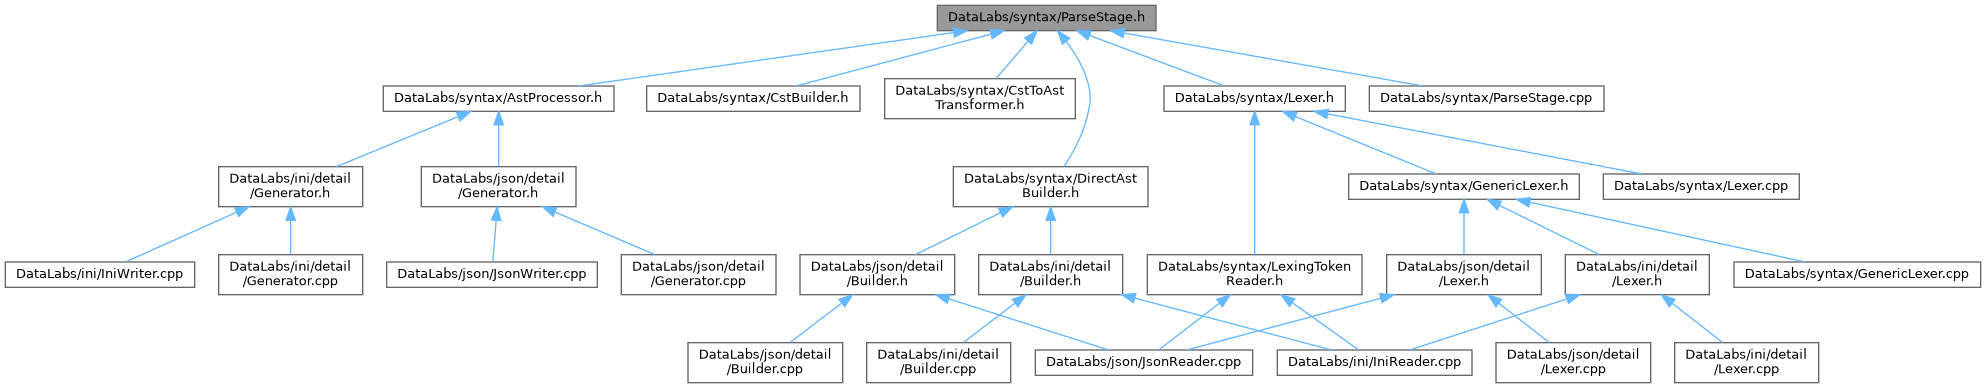 DataLabs/syntax/ParseStage.h
DataLabs/syntax/AstProcessor.h
DataLabs/syntax/CstBuilder.h
DataLabs/syntax/CstToAst
Transformer.h
DataLabs/syntax/Lexer.h
DataLabs/syntax/ParseStage.cpp
DataLabs/ini/detail
/Generator.h
DataLabs/json/detail
/Generator.h
DataLabs/syntax/DirectAst
Builder.h
DataLabs/syntax/GenericLexer.h
DataLabs/syntax/Lexer.cpp
DataLabs/ini/IniWriter.cpp
DataLabs/ini/detail
/Generator.cpp
DataLabs/json/JsonWriter.cpp
DataLabs/json/detail
/Generator.cpp
DataLabs/json/detail
/Builder.h
DataLabs/ini/detail
/Builder.h
DataLabs/syntax/LexingToken
Reader.h
DataLabs/json/detail
/Lexer.h
DataLabs/ini/detail
/Lexer.h
DataLabs/syntax/GenericLexer.cpp
DataLabs/json/detail
/Builder.cpp
DataLabs/ini/detail
/Builder.cpp
DataLabs/json/JsonReader.cpp
DataLabs/ini/IniReader.cpp
DataLabs/json/detail
/Lexer.cpp
DataLabs/ini/detail
/Lexer.cpp